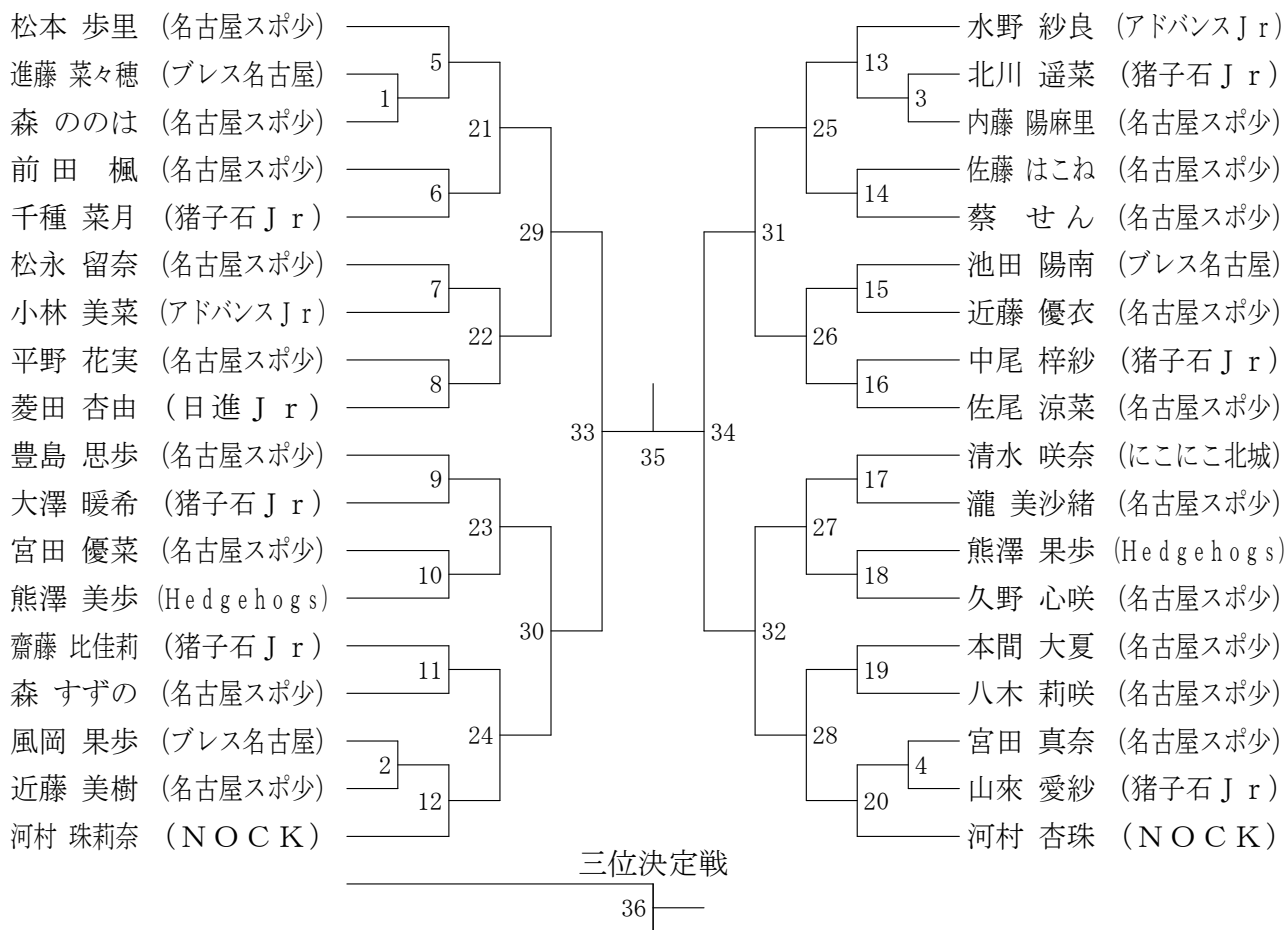 松本 歩里 (名古屋スポ少)
進藤 菜々穂 (ブレス名古屋)
森 ののは (名古屋スポ少)
前田 楓 (名古屋スポ少)
千種 菜月 (猪子石Jr)
松永 留奈 (名古屋スポ少)
小林 美菜 (アドバンスJr)
平野 花実 (名古屋スポ少)
菱田 杏由 (日進Jr)
豊島 思歩 (名古屋スポ少)
大澤 暖希 (猪子石Jr)
宮田 優菜 (名古屋スポ少)
熊澤 美歩 (Hedgehogs)
齋藤 比佳莉 (猪子石Jr)
森 すずの (名古屋スポ少)
風岡 果歩 (ブレス名古屋)
近藤 美樹 (名古屋スポ少)
河村 珠莉奈 (NOCK)
1
2
5
6
7
8
9
10
11
12
21
22
23
24
29
30
33
35
34
31
32
25
26
27
28
13
14
15
16
17
18
19
20
3
4
水野 紗良 (アドバンスJr)
北川 遥菜 (猪子石Jr)
内藤 陽麻里 (名古屋スポ少)
佐藤 はこね (名古屋スポ少)
蔡 せん (名古屋スポ少)
池田 陽南 (ブレス名古屋)
近藤 優衣 (名古屋スポ少)
中尾 梓紗 (猪子石Jr)
佐尾 涼菜 (名古屋スポ少)
清水 咲奈 (にこにこ北城)
瀧 美沙緒 (名古屋スポ少)
熊澤 果歩 (Hedgehogs)
久野 心咲 (名古屋スポ少)
本間 大夏 (名古屋スポ少)
八木 莉咲 (名古屋スポ少)
宮田 真奈 (名古屋スポ少)
山來 愛紗 (猪子石Jr)
河村 杏珠 (NOCK)
三位決定戦
36